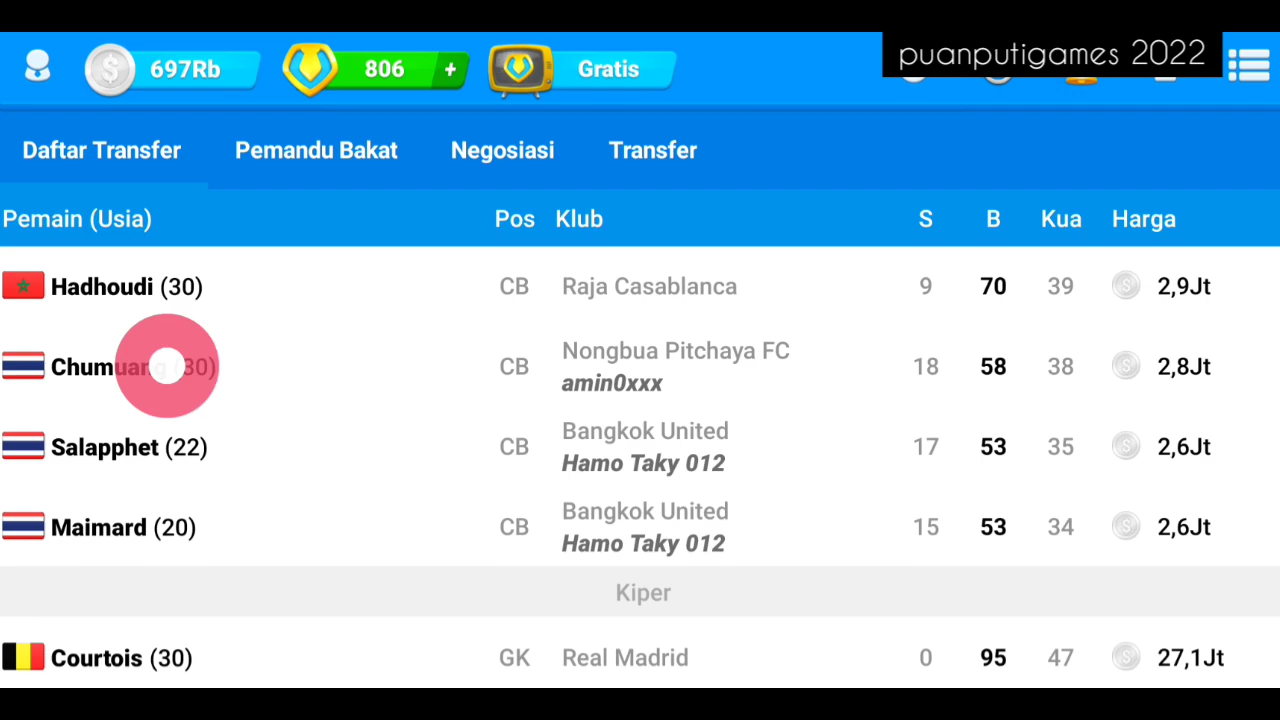 puanputigames 2022
697Rb 806 + Gratis
Daftar Transfer Pemandu Bakat Negosiasi Transfer
Pemain (Usia) Pos Klub S B Kua Harga
Hadhoudi (30) CB Raja Casablanca 9 70 39 2,9Jt
Chumuang (30) CB Nongbua Pitchaya FC amin0xxx 18 58 38 2,8Jt
Salapphet (22) CB Bangkok United Hamo Taky 012 17 53 35 2,6Jt
Maimard (20) CB Bangkok United Hamo Taky 012 15 53 34 2,6Jt
Kiper
Courtois (30) GK Real Madrid 0 95 47 27,1Jt